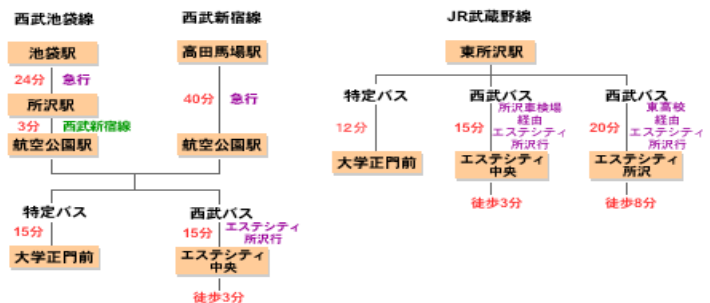 西武池袋線
池袋駅
24分 急行
所沢駅
3分 西武新宿線
航空公園駅
西武新宿線
高田馬場駅
40分 急行
航空公園駅
特定バス
15分
大学正門前
西武バス
15分 エステシティ
所沢行
エステシティ
中央
徒歩3分
JR武蔵野線
東所沢駅
特定バス
12分
大学正門前
西武バス
所沢車検場
経由
15分 エステシティ
所沢行
エステシティ
中央
徒歩3分
西武バス
東高校
経由
20分 エステシティ
所沢行
エステシティ
所沢
徒歩8分